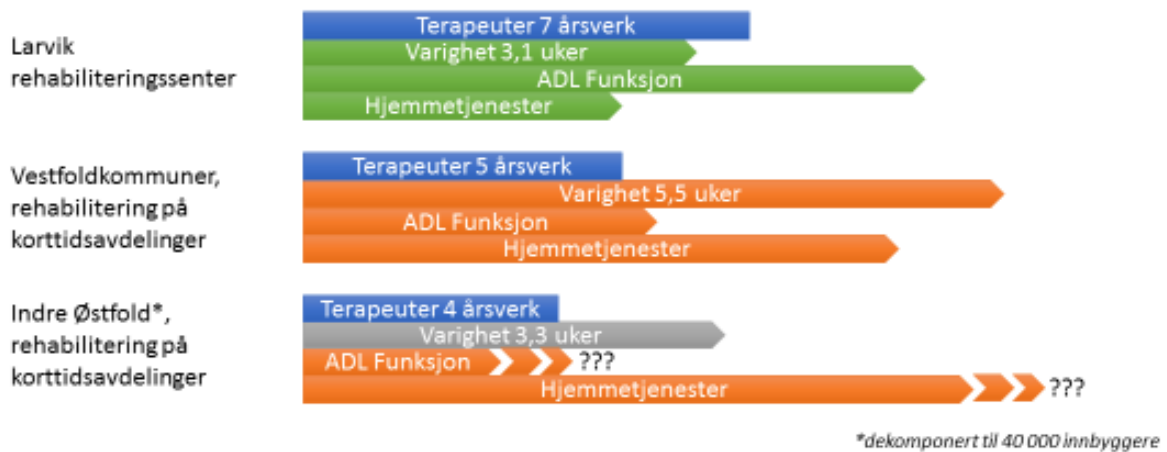 Larvik
rehabiliteringssenter
Terapeuter 7 årsverk
Varighet 3,1 uker
ADL Funksjon
Hjemmetjenester
Vestfoldkommuner,
rehabilitering på
korttidsavdelinger
Terapeuter 5 årsverk
Varighet 5,5 uker
ADL Funksjon
Hjemmetjenester
Indre Østfold*,
rehabilitering på
korttidsavdelinger
Terapeuter 4 årsverk
Varighet 3,3 uker
ADL Funksjon ???
Hjemmetjenester ???
*dekomponert til 40 000 innbyggere